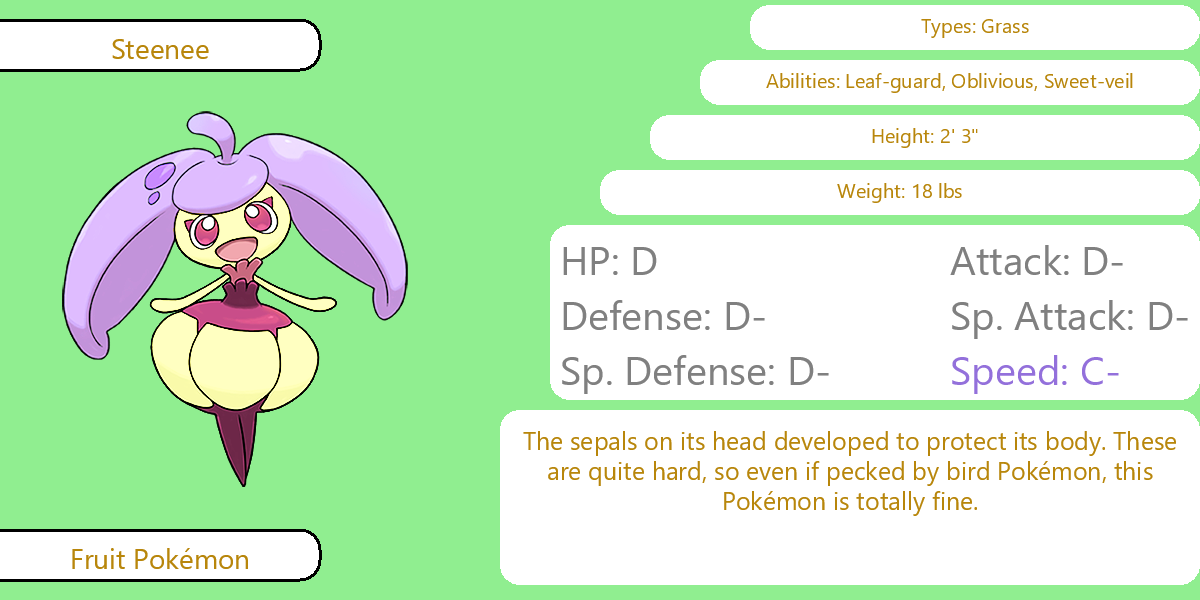 Steenee
Types: Grass
Abilities: Leaf-guard, Oblivious, Sweet-veil
Height: 2' 3"
Weight: 18 lbs
HP: D
Attack: D-
Defense: D-
Sp. Attack: D-
Sp. Defense: D-
Speed: C-
The sepals on its head developed to protect its body. These
are quite hard, so even if pecked by bird Pokémon, this
Pokémon is totally fine.
Fruit Pokémon